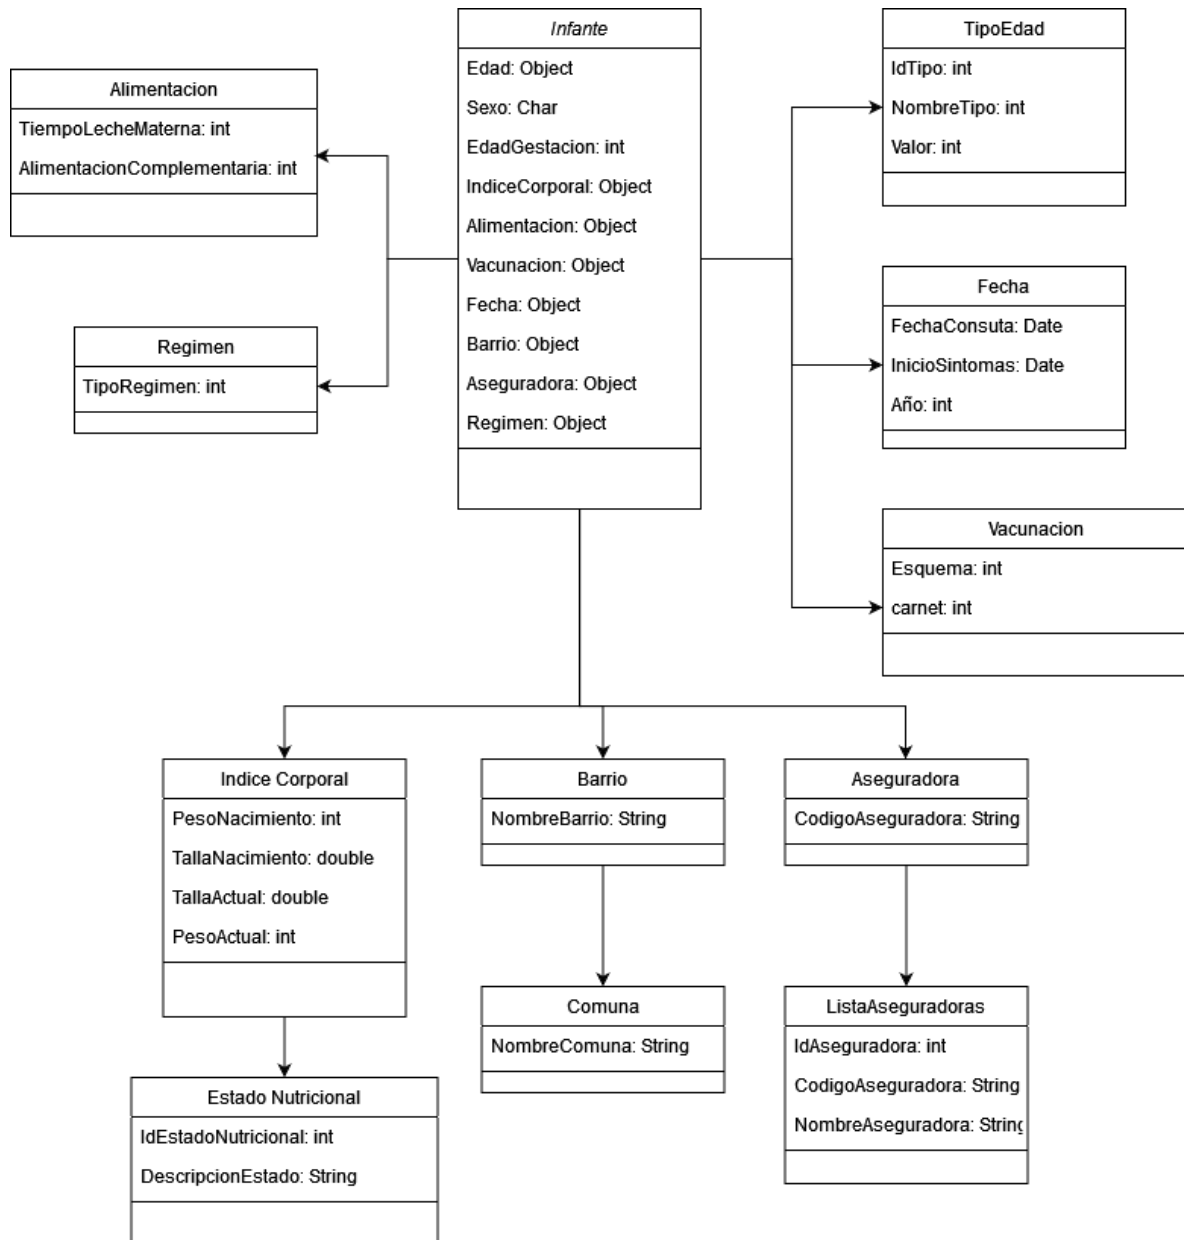 Infante
Edad: Object
Sexo: Char
EdadGestacion: int
IndiceCorporal: Object
Alimentacion: Object
Vacunacion: Object
Fecha: Object
Barrio: Object
Aseguradora: Object
Regimen: Object
Alimentacion
TiempoLecheMaterna: int
AlimentacionComplementaria: int
Regimen
TipoRegimen: int
TipoEdad
IdTipo: int
NombreTipo: int
Valor: int
Fecha
FechaConsuta: Date
InicioSintomas: Date
Año: int
Vacunacion
Esquema: int
carnet: int
Indice Corporal
PesoNacimiento: int
TallaNacimiento: double
TallaActual: double
PesoActual: int
Barrio
NombreBarrio: String
Aseguradora
CodigoAseguradora: String
Comuna
NombreComuna: String
ListaAseguradoras
IdAseguradora: int
CodigoAseguradora: String
NombreAseguradora: String
Estado Nutricional
IdEstadoNutricional: int
DescripcionEstado: String